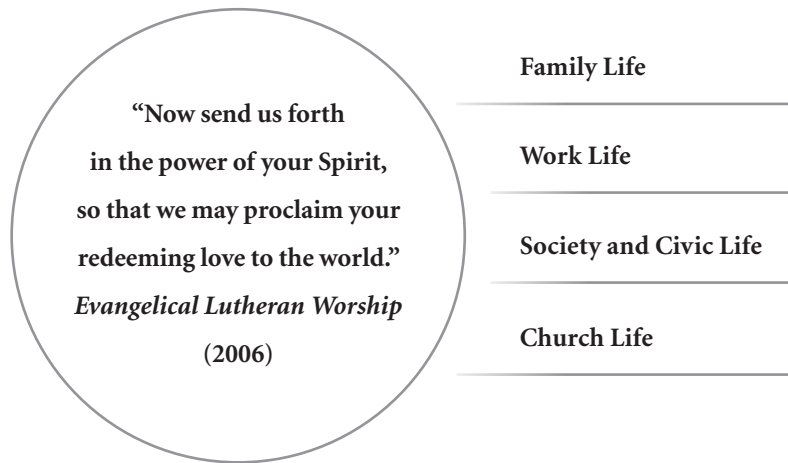 “Now send us forth
in the power of your Spirit,
so that we may proclaim your
redeeming love to the world.”
Evangelical Lutheran Worship
(2006)
Family Life
Work Life
Society and Civic Life
Church Life